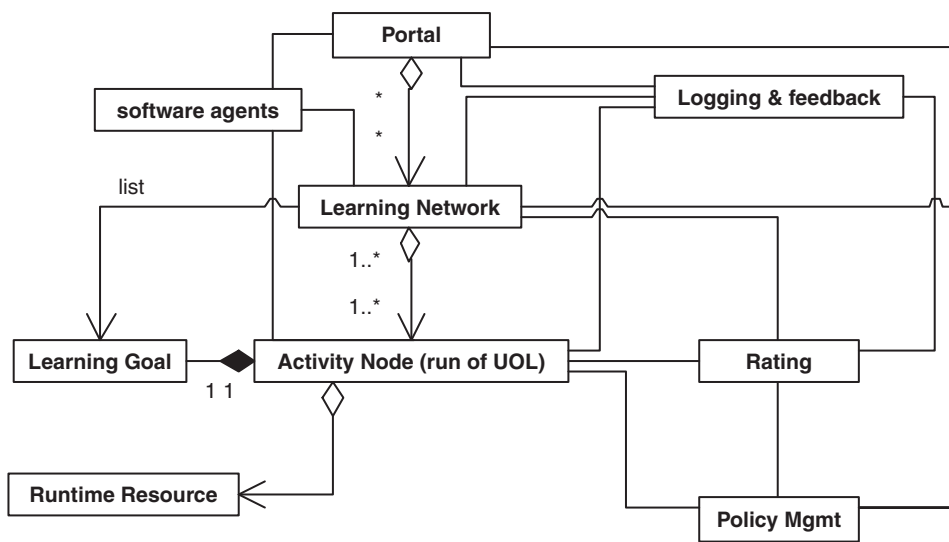 Portal
software agents
Logging & feedback
*
*
list
Learning Network
1..*
1..*
Learning Goal
Activity Node (run of UOL)
Rating
1 1
Runtime Resource
Policy Mgmt